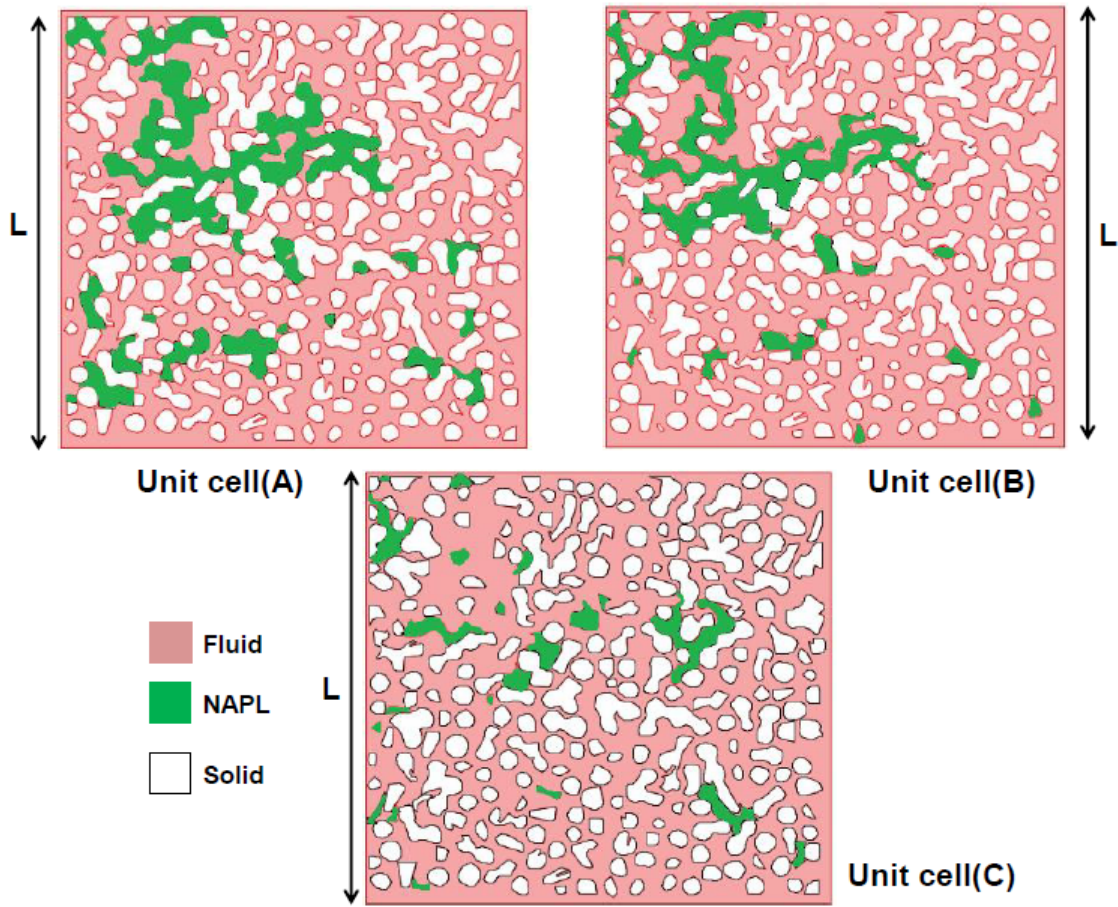 L
L
Unit cell(A)
Unit cell(B)
Fluid
NAPL
L
Solid
Unit cell(C)